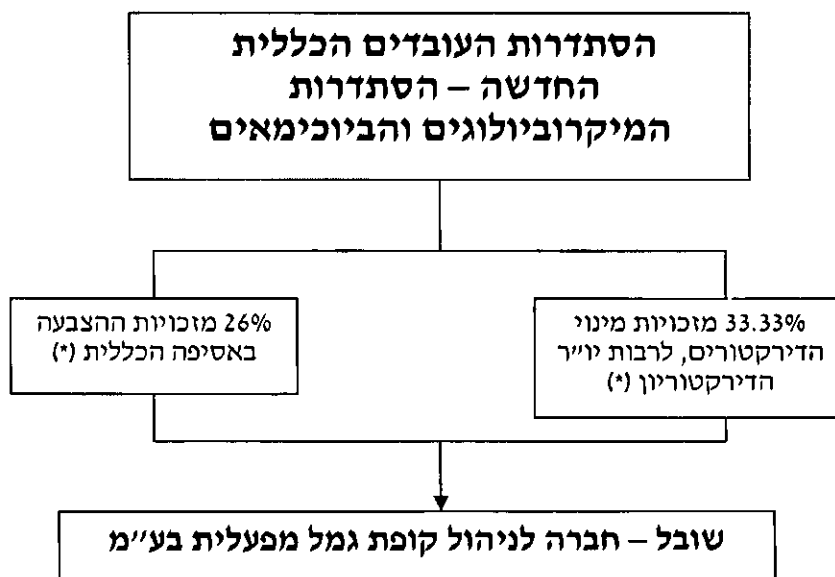 הסתדרות העובדים הכללית
החדשה – הסתדרות
המיקרוביולוגים והביוכימאים
33.33% מזכויות מינוי
הדירקטורים, לרבות יו״ר
הדירקטוריון (*)
26% מזכויות ההצבעה
באסיפה הכללית (*)
שובל – חברה לניהול קופת גמל מפעלית בע״מ